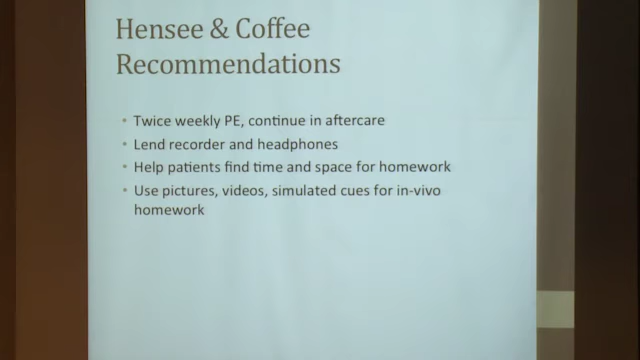 Hensee & Coffee
Recommendations
• Twice weekly PE, continue in aftercare
• Lend recorder and headphones
• Help patients find time and space for homework
• Use pictures, videos, simulated cues for in-vivo
homework